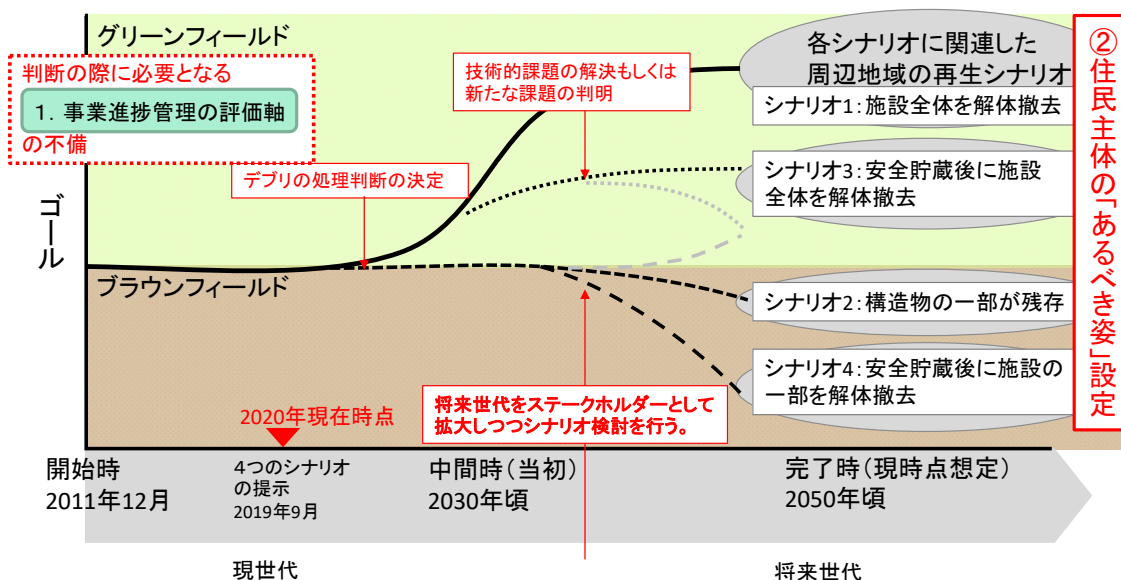 グリーンフィールド
判断の際に必要となる
1．事業進捗管理の評価軸
の不備
技術的課題の解決もしくは
新たな課題の判明
各シナリオに関連した
周辺地域の再生シナリオ
シナリオ1：施設全体を解体撤去
デブリの処理判断の決定
シナリオ3：安全貯蔵後に施設
全体を解体撤去
ゴール
ブラウンフィールド
シナリオ2：構造物の一部が残存
シナリオ4：安全貯蔵後に施設の
一部を解体撤去
②住民主体の「あるべき姿」設定
2020年現在時点
将来世代をステークホルダーとして
拡大しつつシナリオ検討を行う。
開始時
2011年12月
4つのシナリオ
の提示
2019年9月
中間時（当初）
2030年頃
完了時（現時点想定）
2050年頃
現世代
将来世代